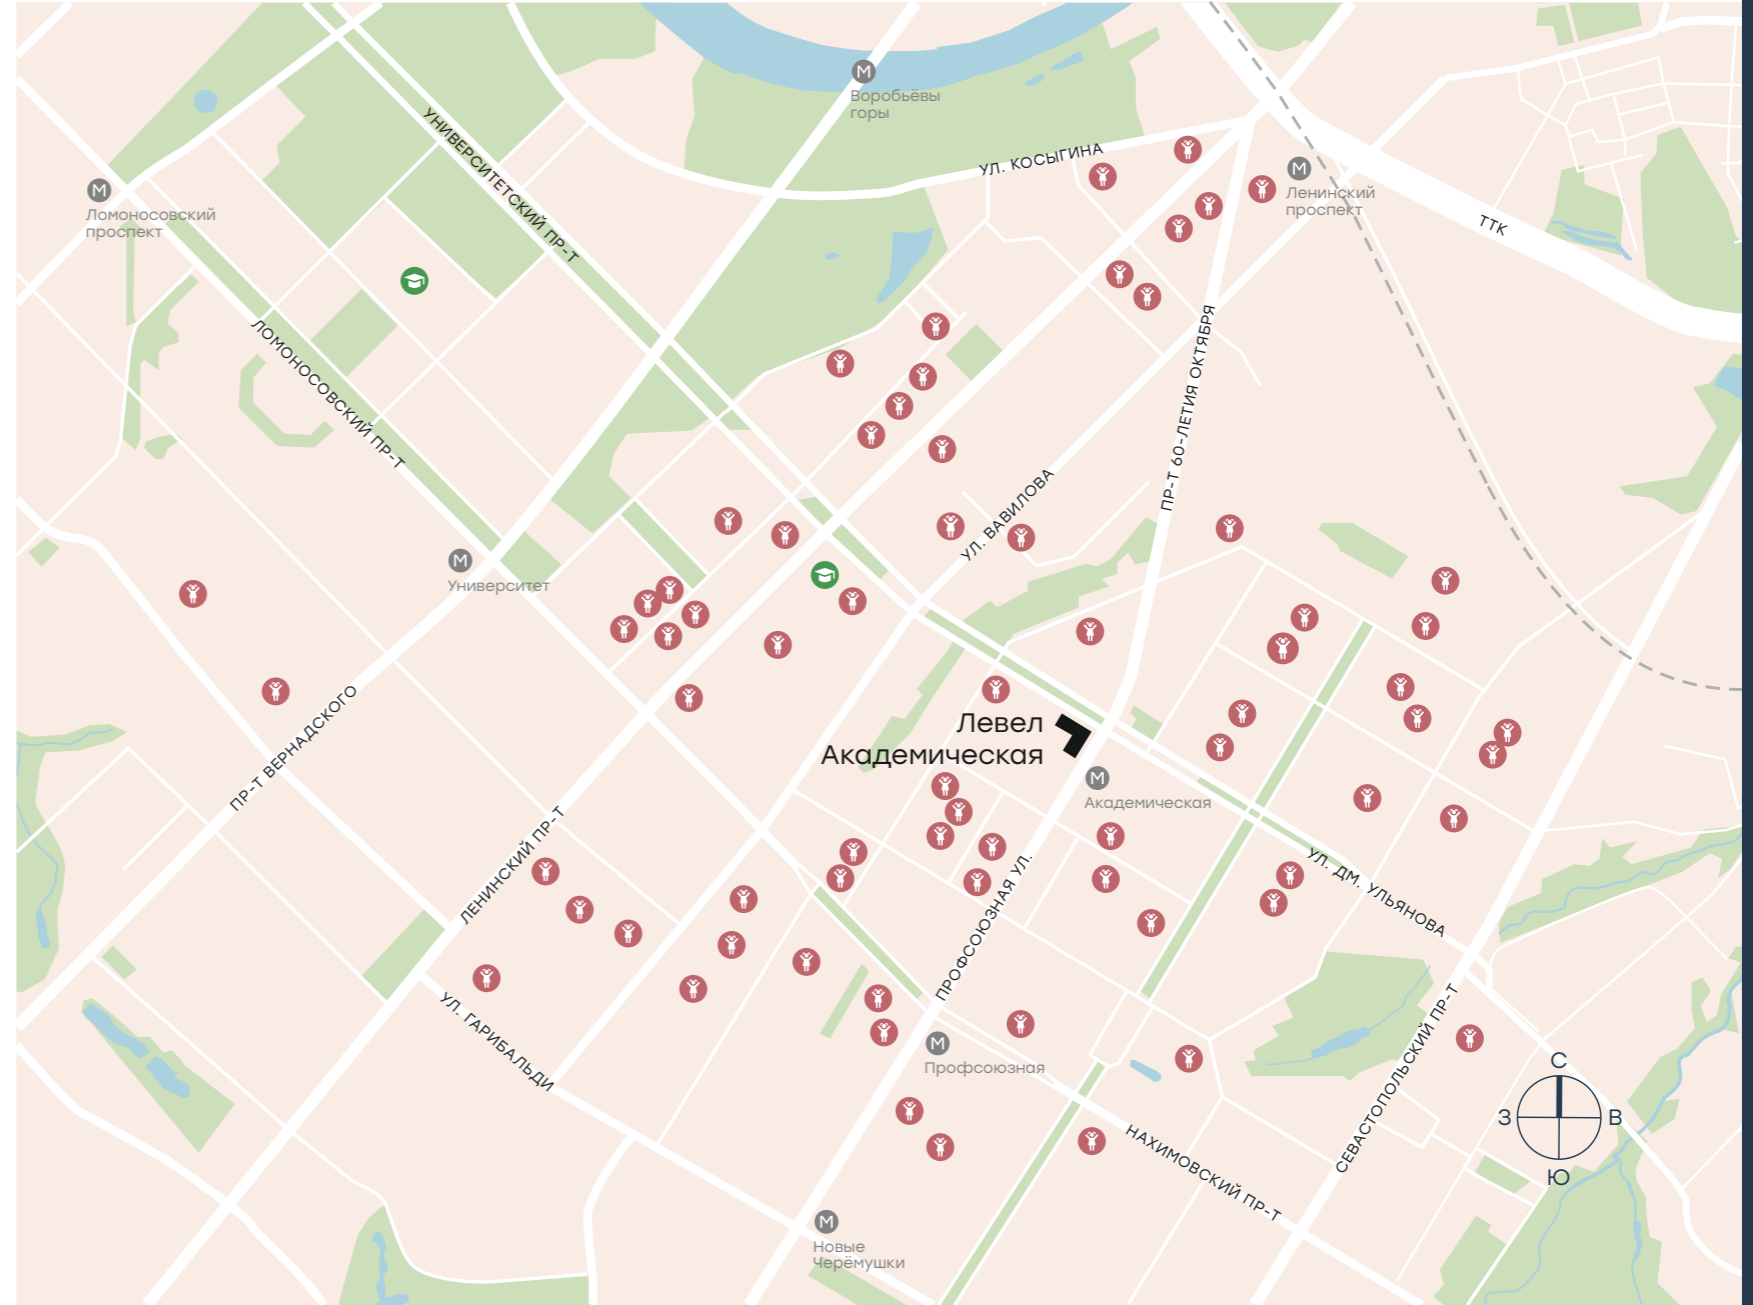 М
Воробьёвы
горы
УНИВЕРСИТЕТСКИЙ ПР-Т
УЛ. КОСЫГИНА
М
Ленинский
проспект
М
Ломоносовский
проспект
ТТК
ЛОМОНОСОВСКИЙ ПР-Т
ПР-Т 60-ЛЕТИЯ ОКТЯБРЯ
УЛ. ВАВИЛОВА
М
Университет
ПР-Т ВЕРНАДСКОГО
Левел
Академическая
М
Академическая
ЛЕНИНСКИЙ ПР-Т
ПРОФСОЮЗНАЯ УЛ.
УЛ. ДМ. УЛЬЯНОВА
УЛ. ГАРИБАЛЬДИ
М
Профсоюзная
СЕВАСТОПОЛЬСКИЙ ПР-Т
С
З
В
Ю
НАХИМОВСКИЙ ПР-Т
М
Новые
Черёмушки